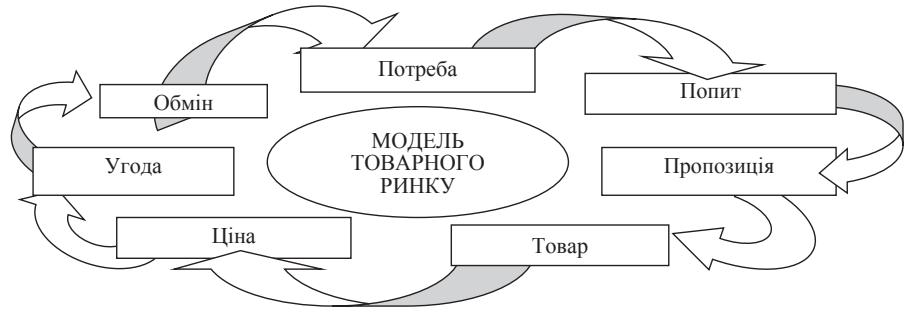 Потреба
Обмін
Попит
МОДЕЛЬ
ТОВАРНОГО
РИНКУ
Угода
Пропозиція
Ціна
Товар